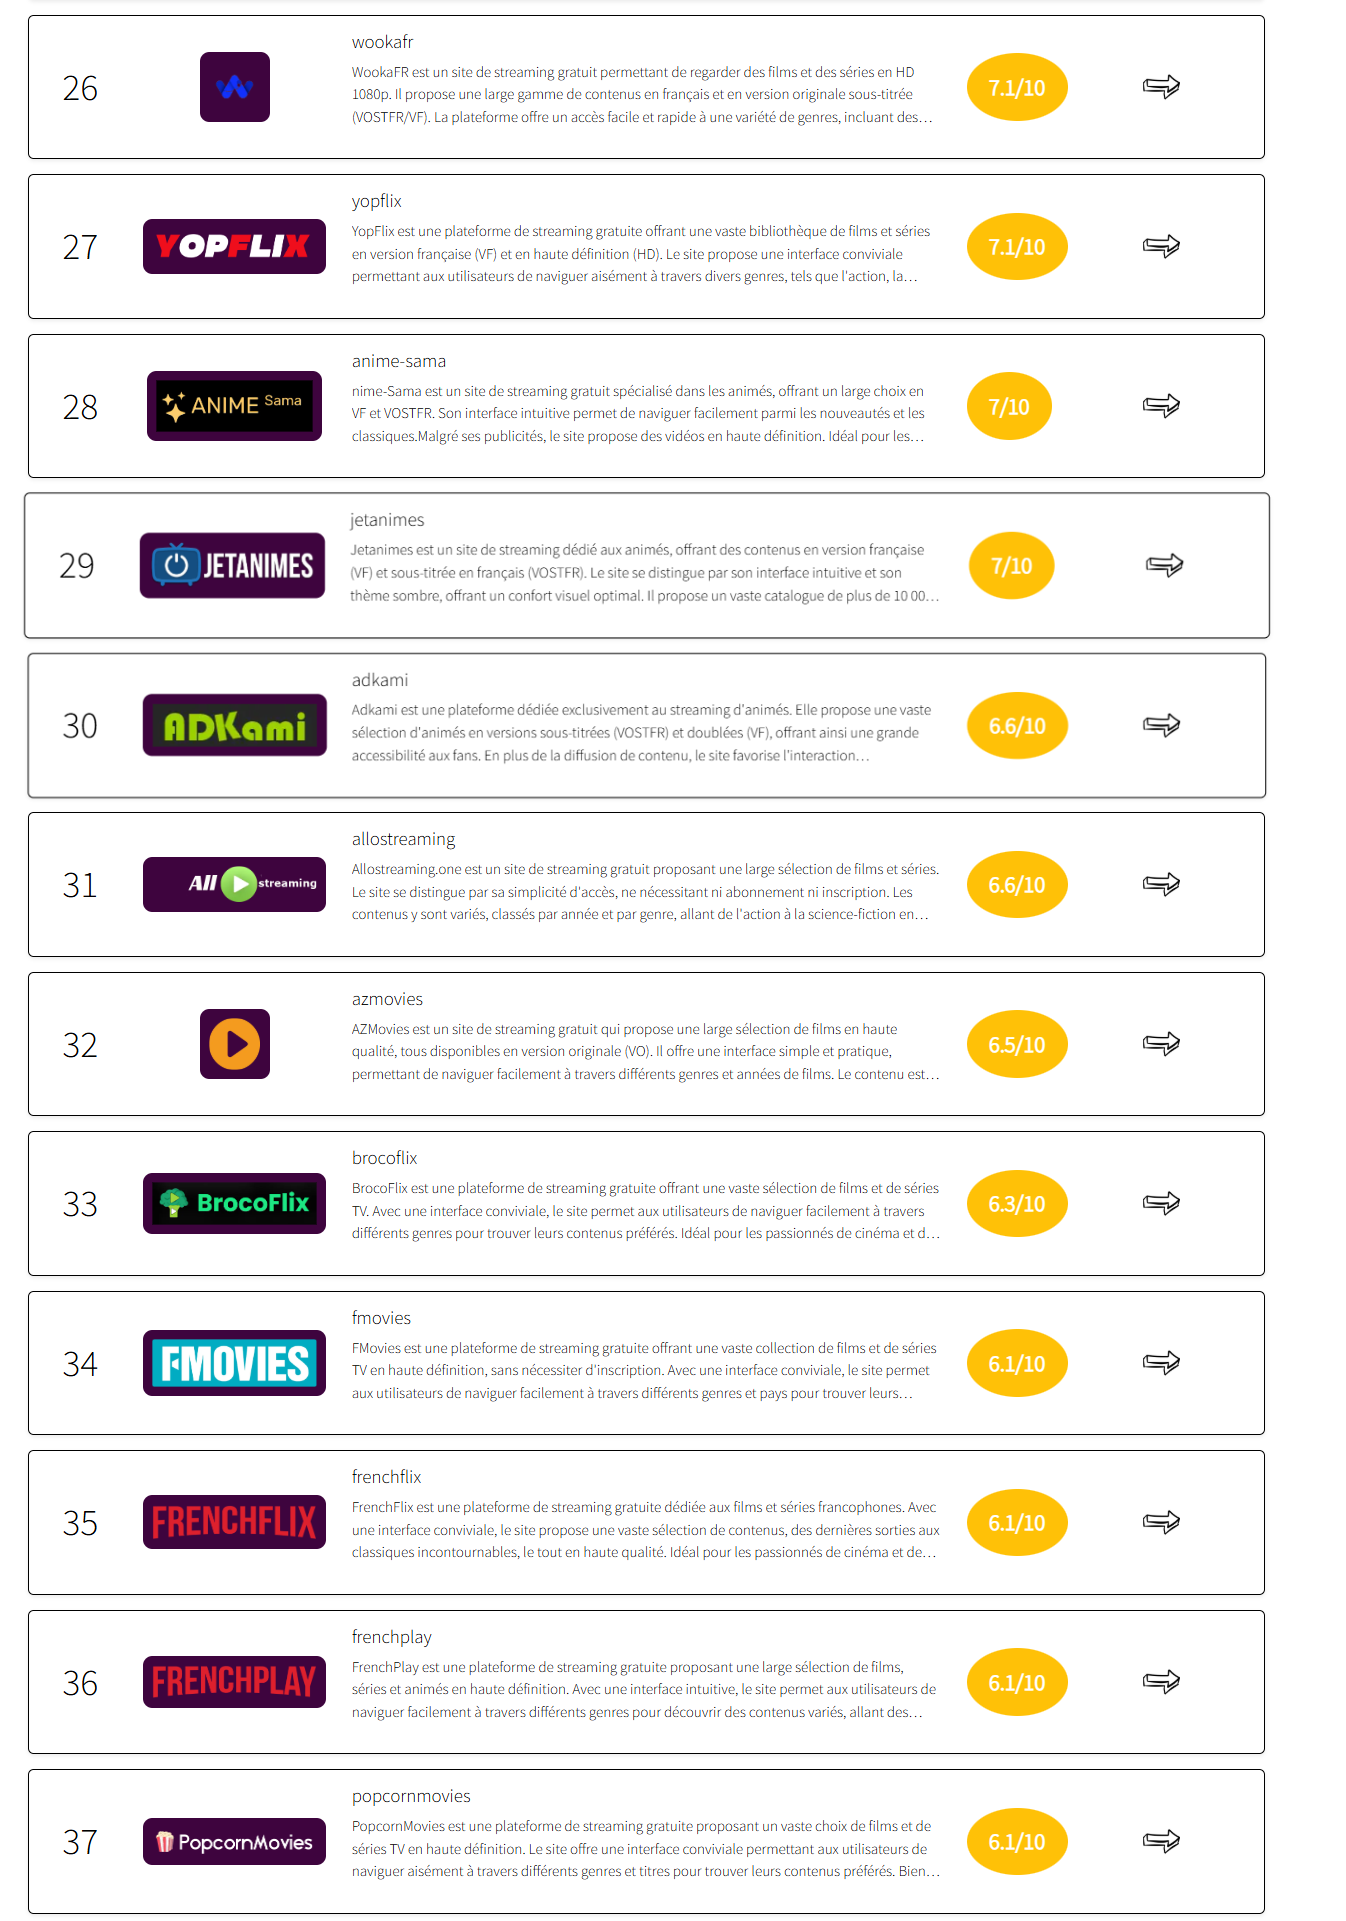 26
wookafr
WookaFR est un site de streaming gratuit permettant de regarder des films et des séries en HD
1080p. Il propose une large gamme de contenus en français et en version originale sous-titrée
(VOSTFR/VF). La plateforme offre un accès facile et rapide à une variété de genres, incluant des…
7.1/10
27
YOPFLIX
yopflix
YopFlix est une plateforme de streaming gratuite offrant une vaste bibliothèque de films et séries
en version française (VF) et en haute définition (HD). Le site propose une interface conviviale
permettant aux utilisateurs de naviguer aisément à travers divers genres, tels que l'action, la…
7.1/10
28
ANIME Sama
anime-sama
nime-Sama est un site de streaming gratuit spécialisé dans les animés, offrant un large choix en
VF et VOSTFR. Son interface intuitive permet de naviguer facilement parmi les nouveautés et les
classiques.Malgré ses publicités, le site propose des vidéos en haute définition. Idéal pour les…
7/10
29
JETANIMES
jetanimes
Jetanimes est un site de streaming dédié aux animés, offrant des contenus en version française
(VF) et sous-titrée en français (VOSTFR). Le site se distingue par son interface intuitive et son
thème sombre, offrant un confort visuel optimal. Il propose un vaste catalogue de plus de 10 00…
7/10
30
ADKami
adkami
Adkami est une plateforme dédiée exclusivement au streaming d'animés. Elle propose une vaste
sélection d'animés en versions sous-titrées (VOSTFR) et doublées (VF), offrant ainsi une grande
accessibilité aux fans. En plus de la diffusion de contenu, le site favorise l'interaction…
6.6/10
31
All streaming
allostreaming
Allostreaming.one est un site de streaming gratuit proposant une large sélection de films et séries.
Le site se distingue par sa simplicité d'accès, ne nécessitant ni abonnement ni inscription. Les
contenus y sont variés, classés par année et par genre, allant de l'action à la science-fiction en…
6.6/10
32
azmovies
AZMovies est un site de streaming gratuit qui propose une large sélection de films en haute
qualité, tous disponibles en version originale (VO). Il offre une interface simple et pratique,
permettant de naviguer facilement à travers différents genres et années de films. Le contenu est…
6.5/10
33
BrocoFlix
brocoflix
BrocoFlix est une plateforme de streaming gratuite offrant une vaste sélection de films et de séries
TV. Avec une interface conviviale, le site permet aux utilisateurs de naviguer facilement à travers
différents genres pour trouver leurs contenus préférés. Idéal pour les passionnés de cinéma et d…
6.3/10
34
FMOVIES
fmovies
FMovies est une plateforme de streaming gratuite offrant une vaste collection de films et de séries
TV en haute définition, sans nécessiter d'inscription. Avec une interface conviviale, le site permet
aux utilisateurs de naviguer facilement à travers différents genres et pays pour trouver leurs…
6.1/10
35
FRENCHFLIX
frenchflix
FrenchFlix est une plateforme de streaming gratuite dédiée aux films et séries francophones. Avec
une interface conviviale, le site propose une vaste sélection de contenus, des dernières sorties aux
classiques incontournables, le tout en haute qualité. Idéal pour les passionnés de cinéma et de…
6.1/10
36
FRENCHPLAY
frenchplay
FrenchPlay est une plateforme de streaming gratuite proposant une large sélection de films,
séries et animés en haute définition. Avec une interface intuitive, le site permet aux utilisateurs de
naviguer facilement à travers différents genres pour découvrir des contenus variés, allant des…
6.1/10
37
PopcornMovies
popcornmovies
PopcornMovies est une plateforme de streaming gratuite proposant un vaste choix de films et de
séries TV en haute définition. Le site offre une interface conviviale permettant aux utilisateurs de
naviguer aisément à travers différents genres et titres pour trouver leurs contenus préférés. Bien…
6.1/10